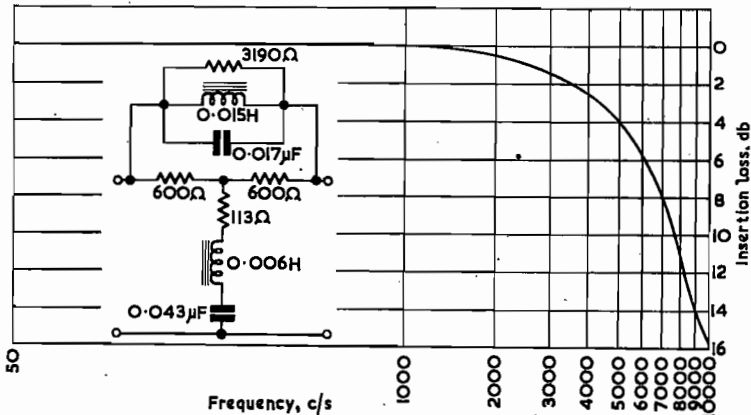 3190Ω
0·015H
0·017μF
600Ω 600Ω
113Ω
0·006H
0·043μF
0
2
4
6
8
10
12
14
16
Insertion loss, db
50 1000 2000 3000 4000 5000 6000 7000 8000 9000 10000
Frequency, c/s